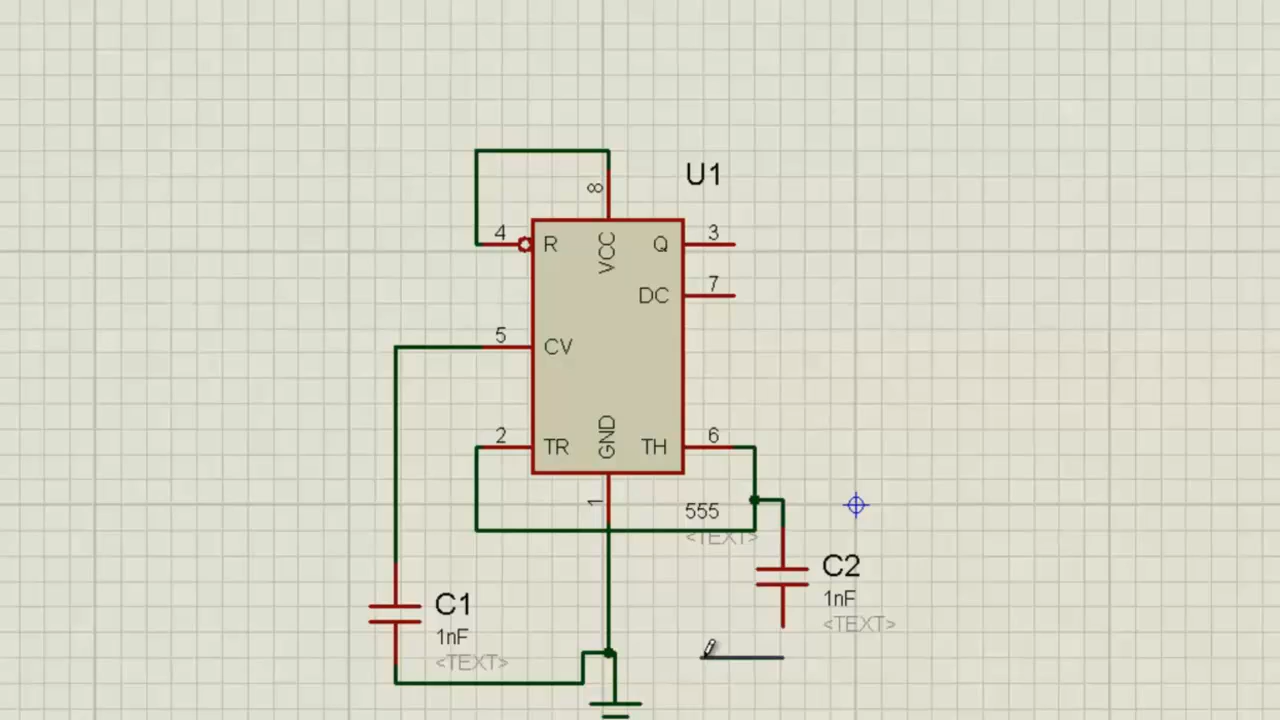 U1
8
4
R
VCC
Q
3
DC
7
5
CV
2
TR
GND
TH
6
1
555
<TEXT>
C2
1nF
<TEXT>
C1
1nF
<TEXT>